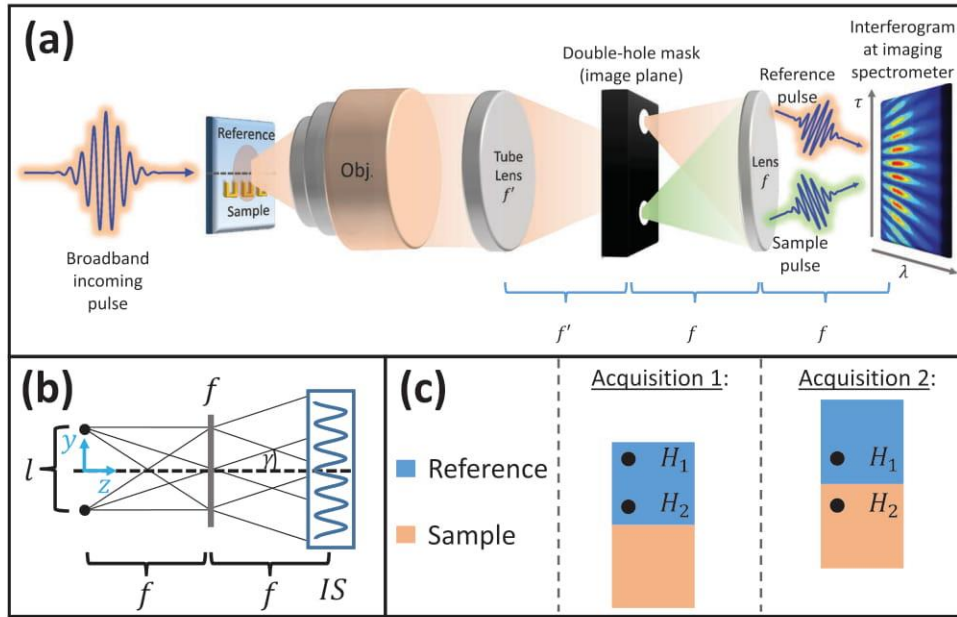 (a)
Broadband
incoming
pulse
Reference
Sample
Obj.
Tube
Lens
f'
Double-hole mask
(image plane)
Lens
f
Reference
pulse
Sample
pulse
Interferogram
at imaging
spectrometer
τ
λ
f'
f
f
(b)
f
l
y
z
γ
f
f
IS
(c)
Reference
Sample
Acquisition 1:
H₁
H₂
Acquisition 2:
H₁
H₂